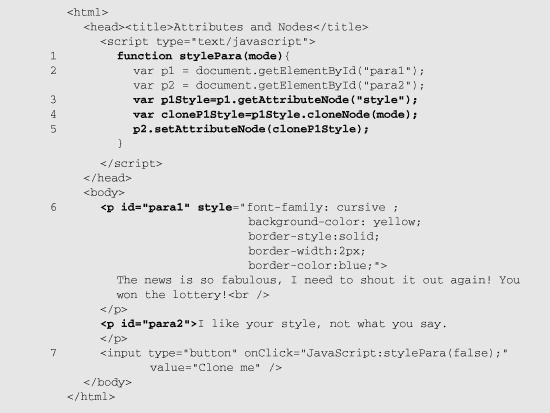 <html>
<head><title>Attributes and Nodes</title>
<script type="text/javascript">
1 function stylePara(mode){
2 var p1 = document.getElementById("para1");
var p2 = document.getElementById("para2");
3 var p1Style=p1.getAttributeNode("style");
4 var cloneP1Style=p1Style.cloneNode(mode);
5 p2.setAttributeNode(cloneP1Style);
}
</script>
</head>
<body>
6 <p id="para1" style="font-family: cursive ;
background-color: yellow;
border-style:solid;
border-width:2px;
border-color:blue;">
The news is so fabulous, I need to shout it out again! You
won the lottery!<br />
</p>
<p id="para2">I like your style, not what you say.
</p>
7 <input type="button" onClick="JavaScript:stylePara(false);"
value="Clone me" />
</body>
</html>